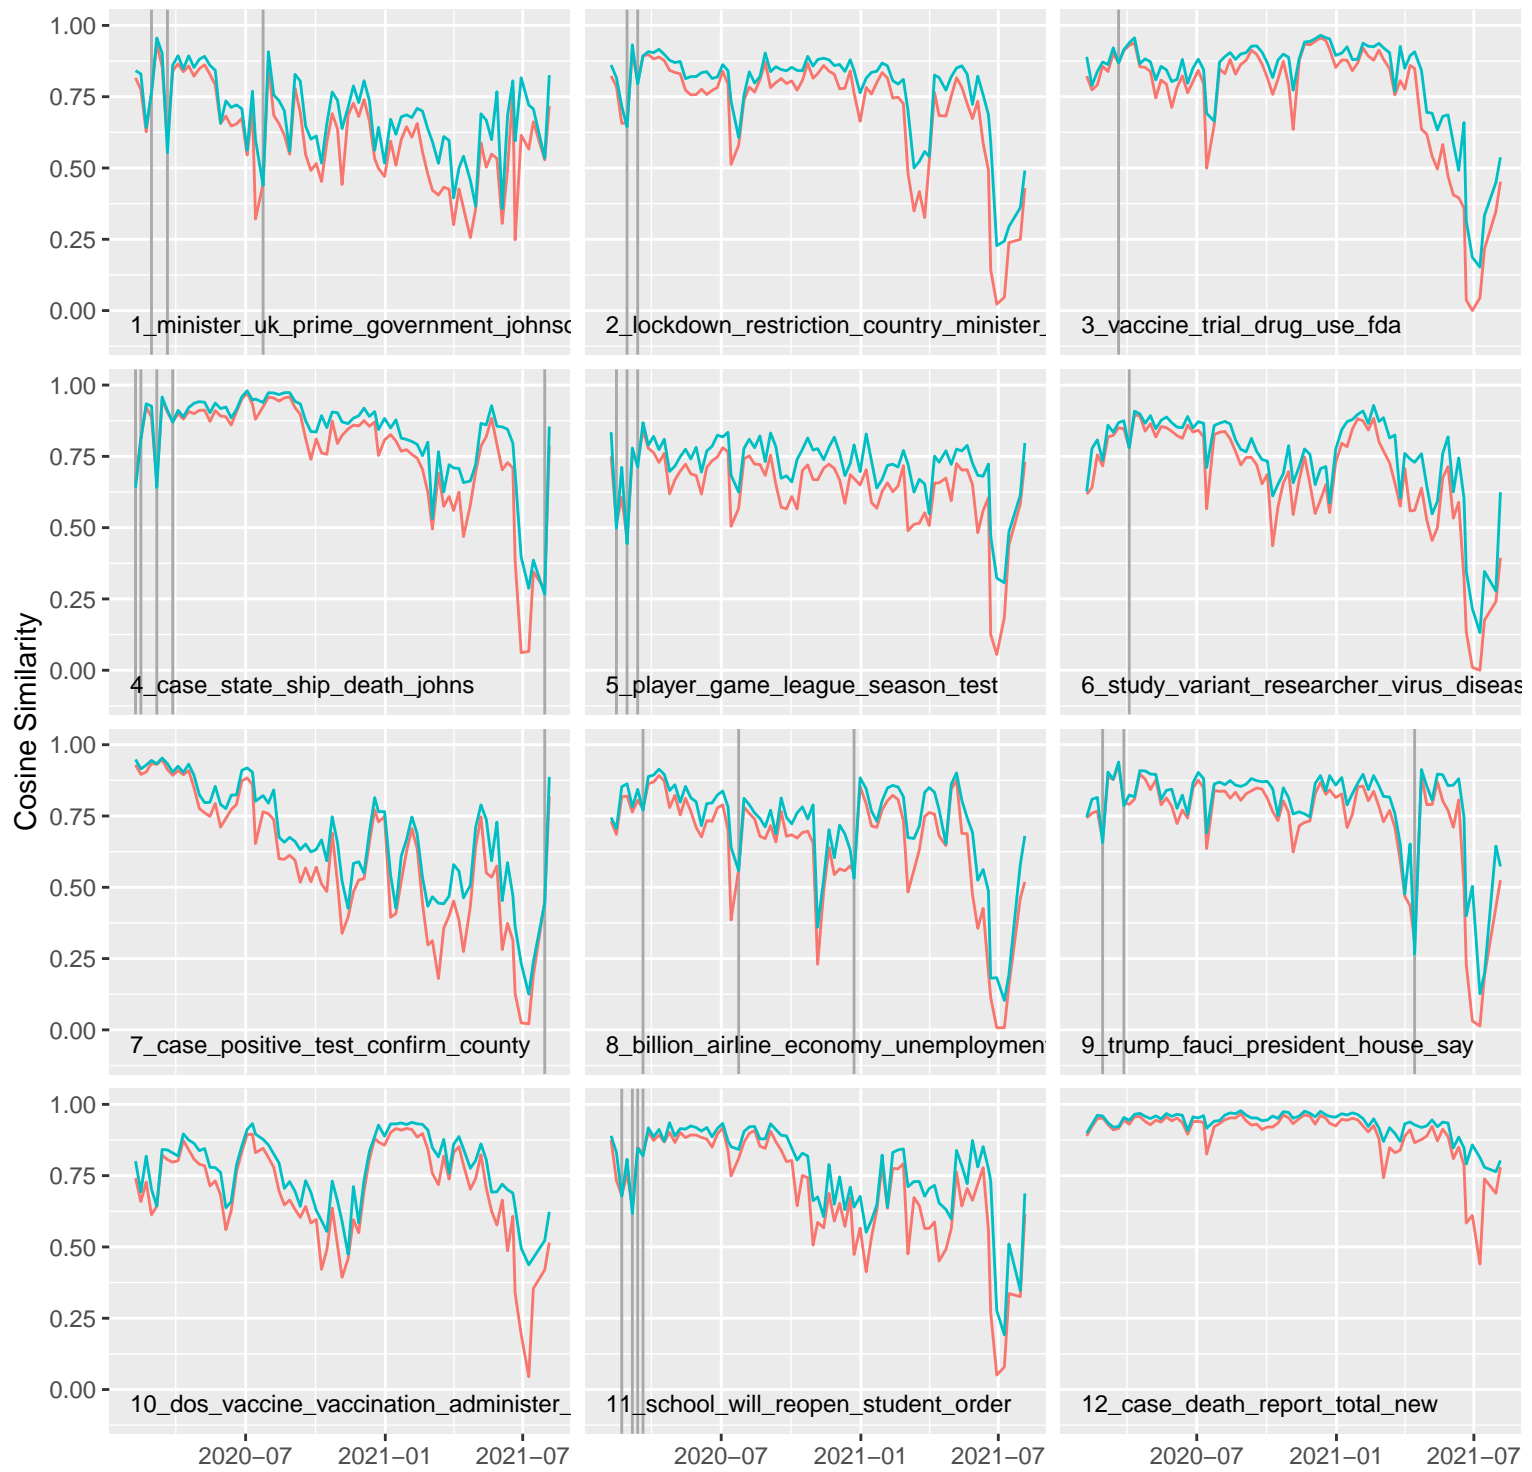 Cosine Similarity
1.00
0.75
0.50
0.25
0.00
1_minister_uk_prime_government_johnsc
2_lockdown_restriction_country_minister_
3_vaccine_trial_drug_use_fda
1.00
0.75
0.50
0.25
0.00
4_case_state_ship_death_johns
5_player_game_league_season_test
6_study_variant_researcher_virus_diseas
1.00
0.75
0.50
0.25
0.00
7_case_positive_test_confirm_county
8_billion_airline_economy_unemployment
9_trump_fauci_president_house_say
1.00
0.75
0.50
0.25
0.00
10_dos_vaccine_vaccination_administer_
11_school_will_reopen_student_order
12_case_death_report_total_new
2020−07 2021−01 2021−07
2020−07 2021−01 2021−07
2020−07 2021−01 2021−07